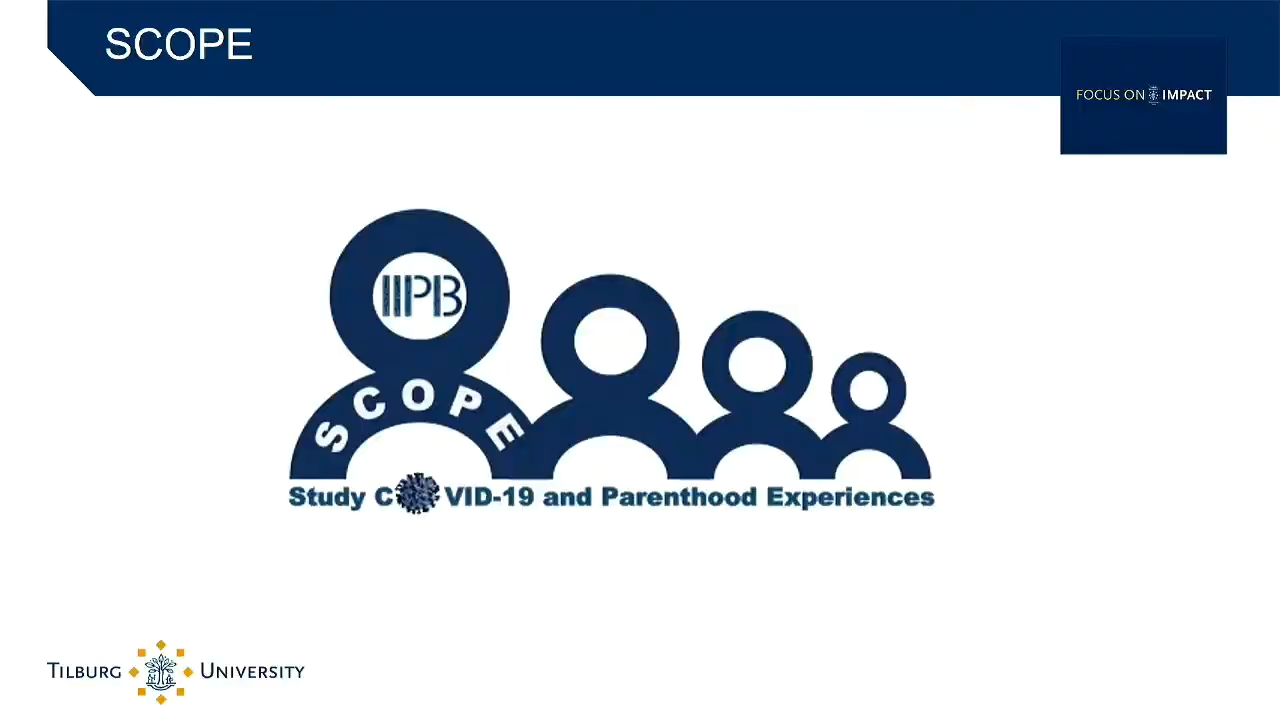 SCOPE
FOCUS ON IMPACT
IIPB
SCOPE
Study COVID-19 and Parenthood Experiences
TILBURG UNIVERSITY